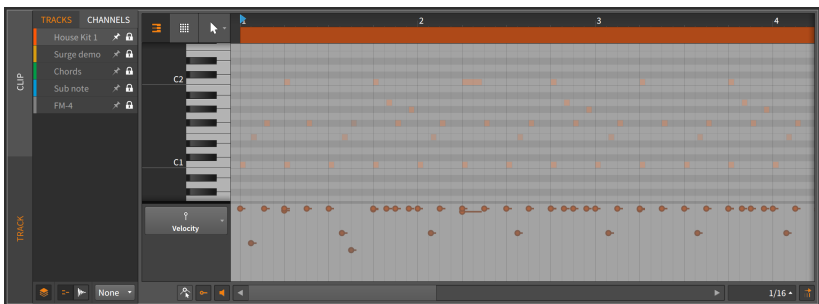 TRACKS CHANNELS
House Kit 1
Surge demo
Chords
Sub note
FM-4
CLIP
TRACK
2 3 4
C2
C1
Velocity
None
1/16